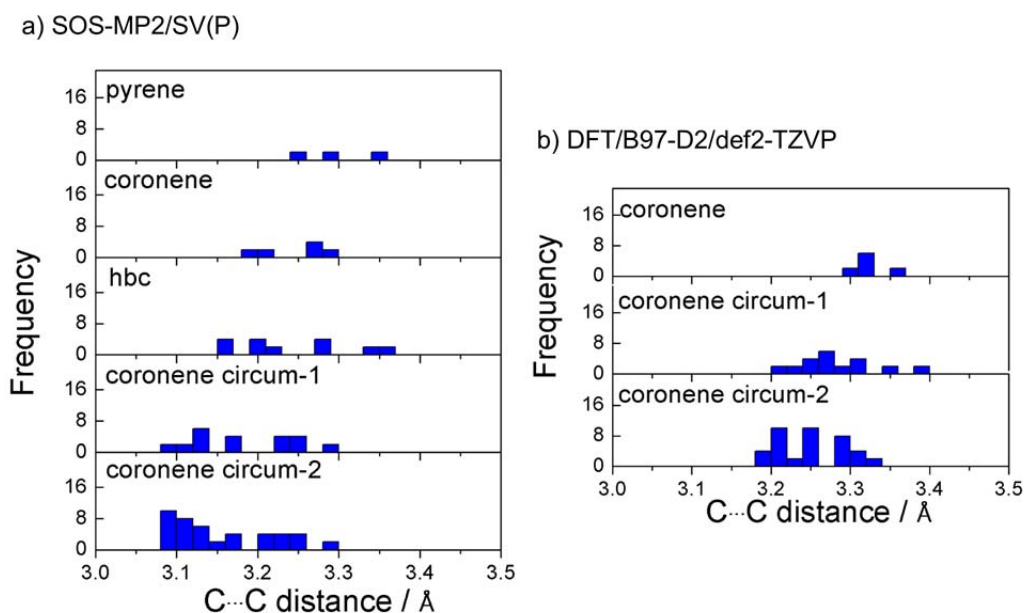 a) SOS-MP2/SV(P)
pyrene
16
8
0
coronene
16
8
0
hbc
16
8
0
coronene circum-1
16
8
0
coronene circum-2
16
8
0
Frequency
3.0 3.1 3.2 3.3 3.4 3.5
C···C distance / Å
b) DFT/B97-D2/def2-TZVP
coronene
16
8
0
coronene circum-1
16
8
0
coronene circum-2
16
8
0
Frequency
3.0 3.1 3.2 3.3 3.4 3.5
C···C distance / Å